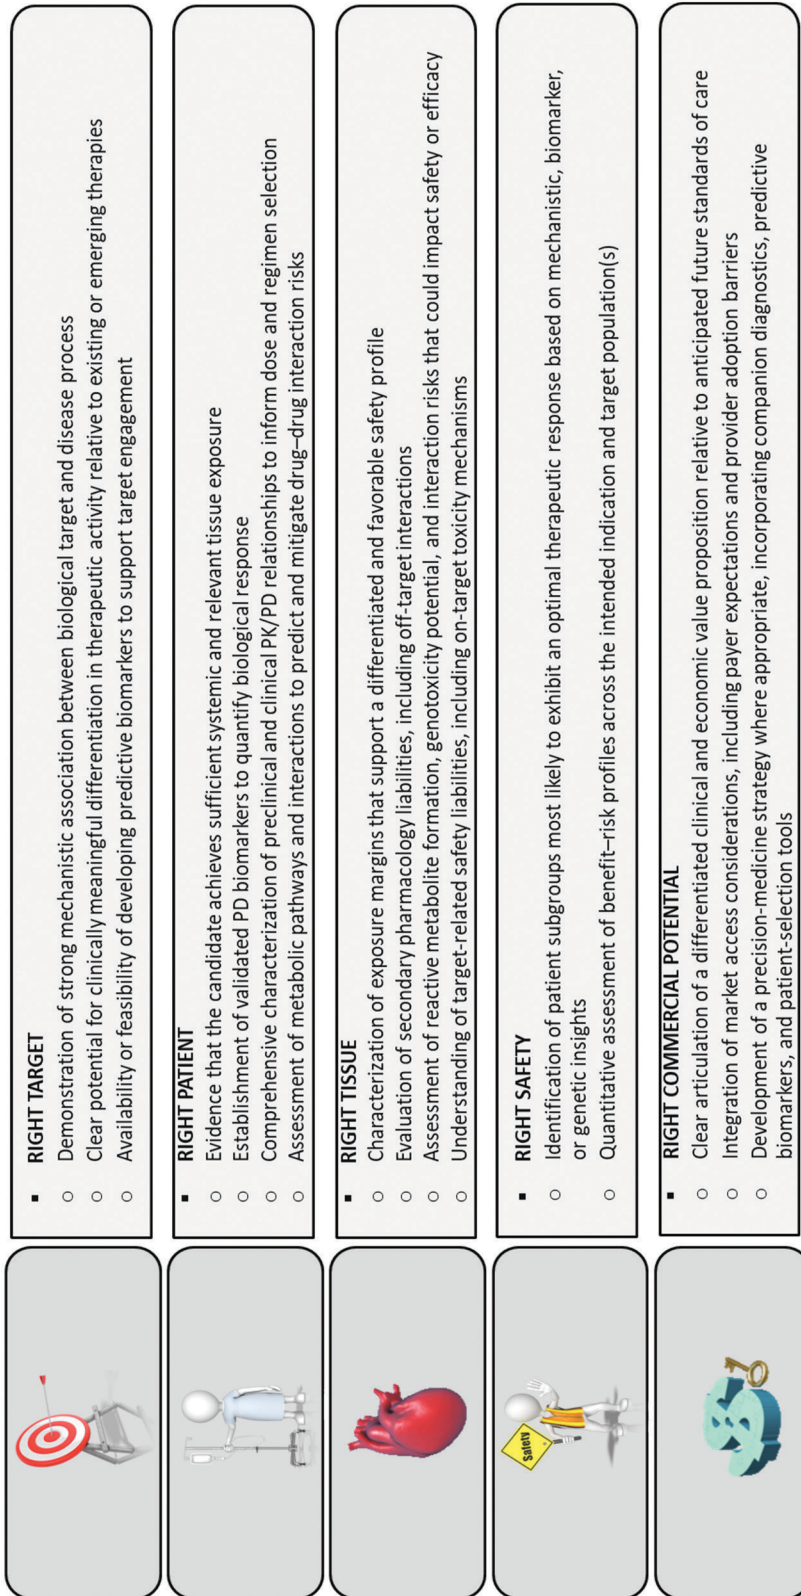 ▪ RIGHT TARGET
○ Demonstration of strong mechanistic association between biological target and disease process
○ Clear potential for clinically meaningful differentiation in therapeutic activity relative to existing or emerging therapies
○ Availability or feasibility of developing predictive biomarkers to support target engagement
▪ RIGHT PATIENT
○ Evidence that the candidate achieves sufficient systemic and relevant tissue exposure
○ Establishment of validated PD biomarkers to quantify biological response
○ Comprehensive characterization of preclinical and clinical PK/PD relationships to inform dose and regimen selection
○ Assessment of metabolic pathways and interactions to predict and mitigate drug–drug interaction risks
▪ RIGHT TISSUE
○ Characterization of exposure margins that support a differentiated and favorable safety profile
○ Evaluation of secondary pharmacology liabilities, including off-target interactions
○ Assessment of reactive metabolite formation, genotoxicity potential, and interaction risks that could impact safety or efficacy
○ Understanding of target-related safety liabilities, including on-target toxicity mechanisms
Safety
▪ RIGHT SAFETY
○ Identification of patient subgroups most likely to exhibit an optimal therapeutic response based on mechanistic, biomarker,
or genetic insights
○ Quantitative assessment of benefit–risk profiles across the intended indication and target population(s)
$
▪ RIGHT COMMERCIAL POTENTIAL
○ Clear articulation of a differentiated clinical and economic value proposition relative to anticipated future standards of care
○ Integration of market access considerations, including payer expectations and provider adoption barriers
○ Development of a precision-medicine strategy where appropriate, incorporating companion diagnostics, predictive
biomarkers, and patient-selection tools